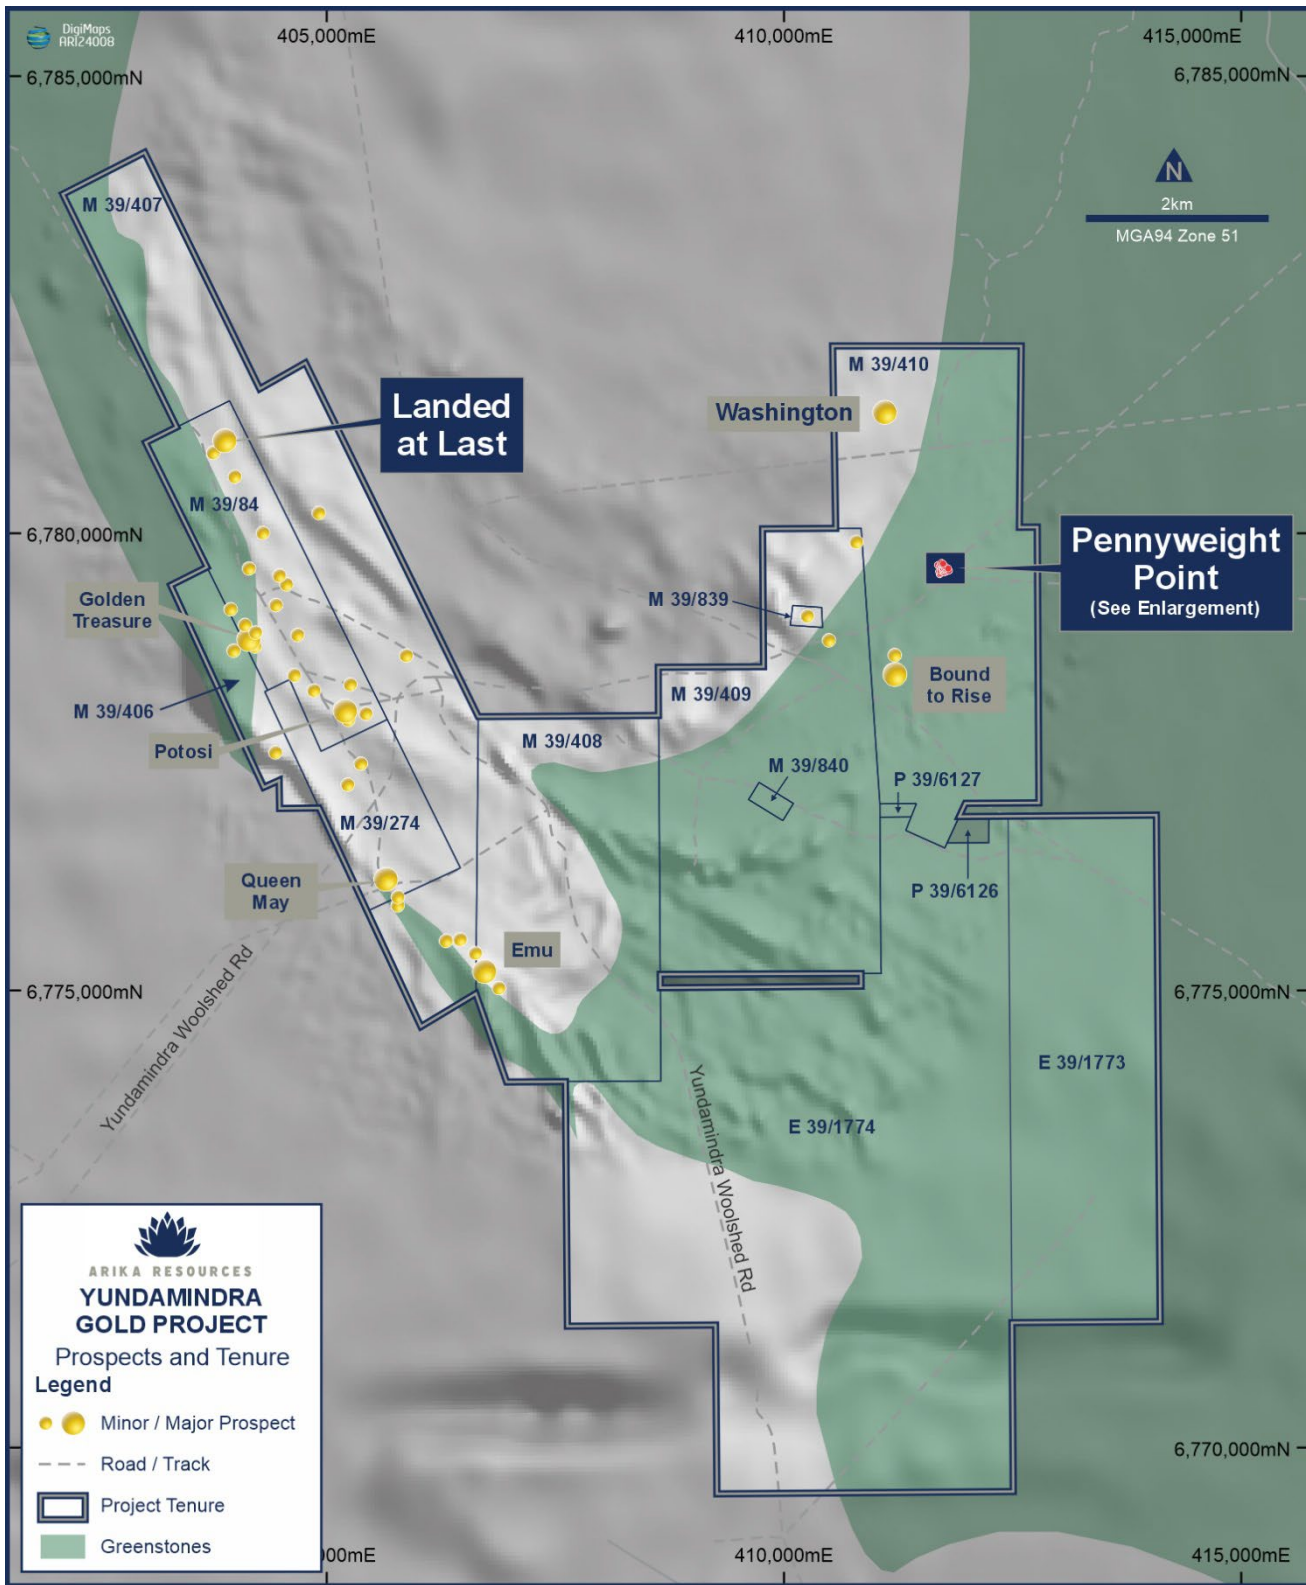 DigiMaps
ARI24008
405,000mE
410,000mE
415,000mE
6,785,000mN
6,785,000mN
N
2km
MGA94 Zone 51
M 39/407
M 39/410
Landed
at Last
Washington
M 39/84
6,780,000mN
6,780,000mN
Pennyweight
Point
(See Enlargement)
Golden
Treasure
M 39/839
M 39/406
M 39/409
Bound
to Rise
Potosi
M 39/408
M 39/840
P 39/6127
M 39/274
Queen
May
P 39/6126
Emu
6,775,000mN
6,775,000mN
Yundamindra Woolshed Rd
E 39/1773
E 39/1774
Yundamindra Woolshed Rd
ARIKA RESOURCES
YUNDAMINDRA
GOLD PROJECT
Prospects and Tenure
Legend
Minor / Major Prospect
Road / Track
Project Tenure
Greenstones
6,770,000mN
000mE
410,000mE
415,000mE